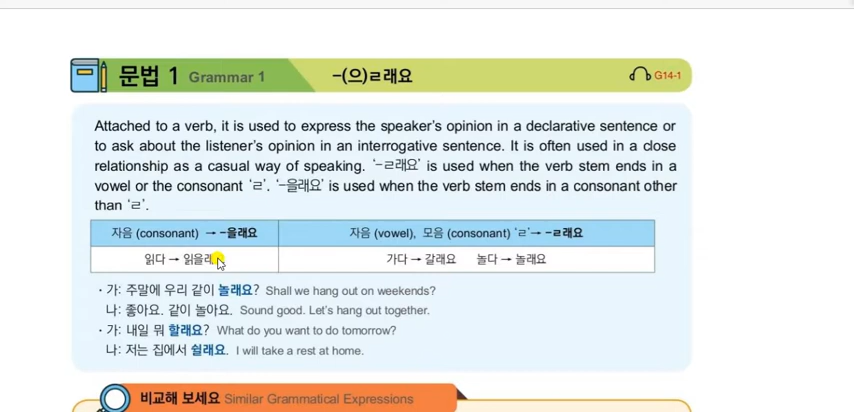 문법 1 Grammar 1 -(으)ㄹ래요 G14-1
Attached to a verb, it is used to express the speaker's opinion in a declarative sentence or
to ask about the listener's opinion in an interrogative sentence. It is often used in a close
relationship as a casual way of speaking. '-ㄹ래요' is used when the verb stem ends in a
vowel or the consonant 'ㄹ'. '-을래요' is used when the verb stem ends in a consonant other
than 'ㄹ'.
자음 (consonant) → -을래요 자음 (vowel), 모음 (consonant) 'ㄹ'→ -ㄹ래요
읽다 → 읽을래 가다 → 갈래요 놀다 → 놀래요
· 가: 주말에 우리 같이 놀래요? Shall we hang out on weekends?
나: 좋아요. 같이 놀아요. Sound good. Let's hang out together.
· 가: 내일 뭐 할래요? What do you want to do tomorrow?
나: 저는 집에서 쉴래요. I will take a rest at home.
비교해 보세요 Similar Grammatical Expressions